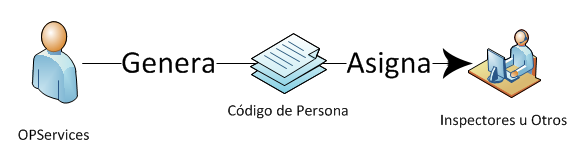 Genera
Asigna
Código de Persona
Inspectores u Otros
OPServices